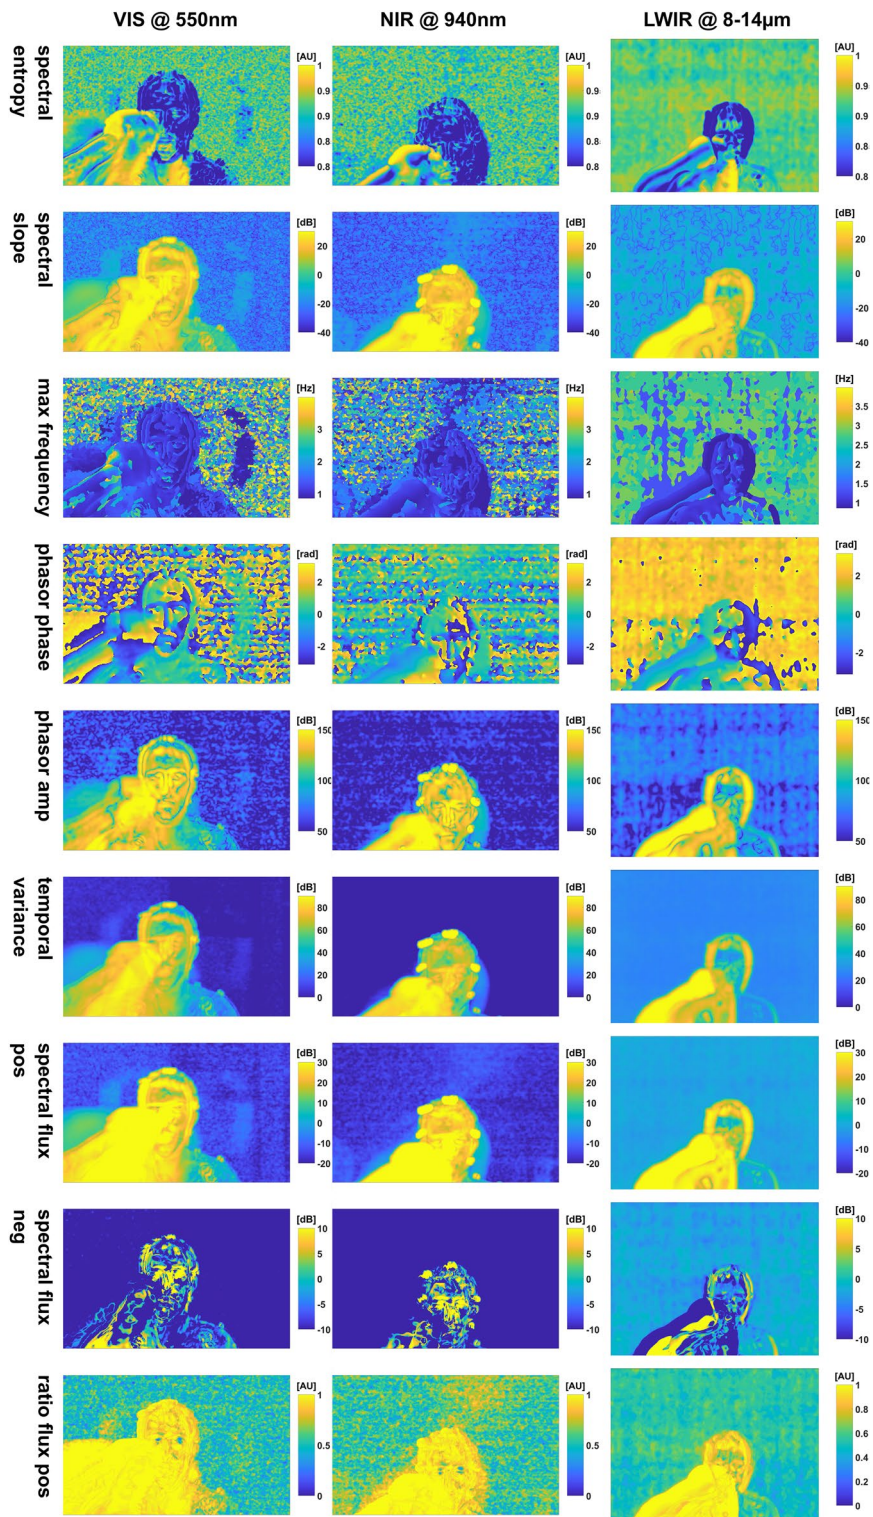 VIS @ 550nm NIR @ 940nm LWIR @ 8-14µm
spectral
entropy
[AU]
1
0.9
0.9
0.8
0.8
[AU]
1
0.9
0.9
0.8
0.8
[AU]
1
0.9
0.9
0.8
0.8
spectral
slope
[dB]
20
0
-20
-40
[dB]
20
0
-20
-40
[dB]
20
0
-20
-40
max frequency
[Hz]
3
2
1
[Hz]
3
2
1
[Hz]
3.5
3
2.5
2
1.5
1
phasor phase
[rad]
2
0
-2
[rad]
2
0
-2
[rad]
2
0
-2
phasor amp
[dB]
150
100
50
[dB]
150
100
50
[dB]
150
100
50
temporal
variance
[dB]
80
60
40
20
0
[dB]
80
60
40
20
0
[dB]
80
60
40
20
0
spectral flux
pos
[dB]
30
20
10
0
-10
-20
[dB]
30
20
10
0
-10
-20
[dB]
30
20
10
0
-10
-20
spectral flux
neg
[dB]
10
5
0
-5
-10
[dB]
10
5
0
-5
-10
[dB]
10
5
0
-5
-10
ratio flux pos
[AU]
1
0.5
0
[AU]
1
0.5
0
[AU]
1
0.8
0.6
0.4
0.2
0